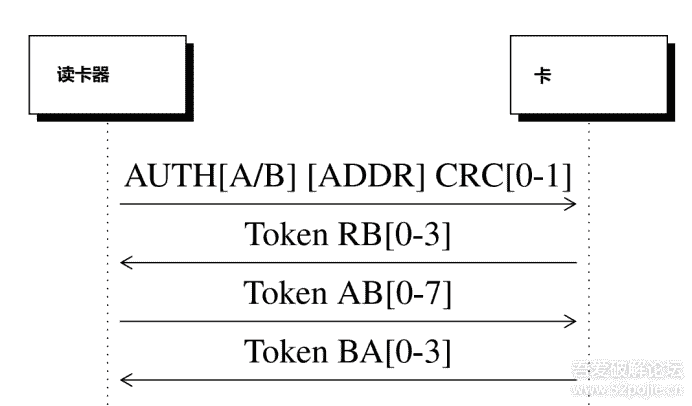 读卡器
卡
AUTH[A/B] [ADDR] CRC[0-1]
Token RB[0-3]
Token AB[0-7]
Token BA[0-3]
吾爱破解论坛
www.52pojie.cn